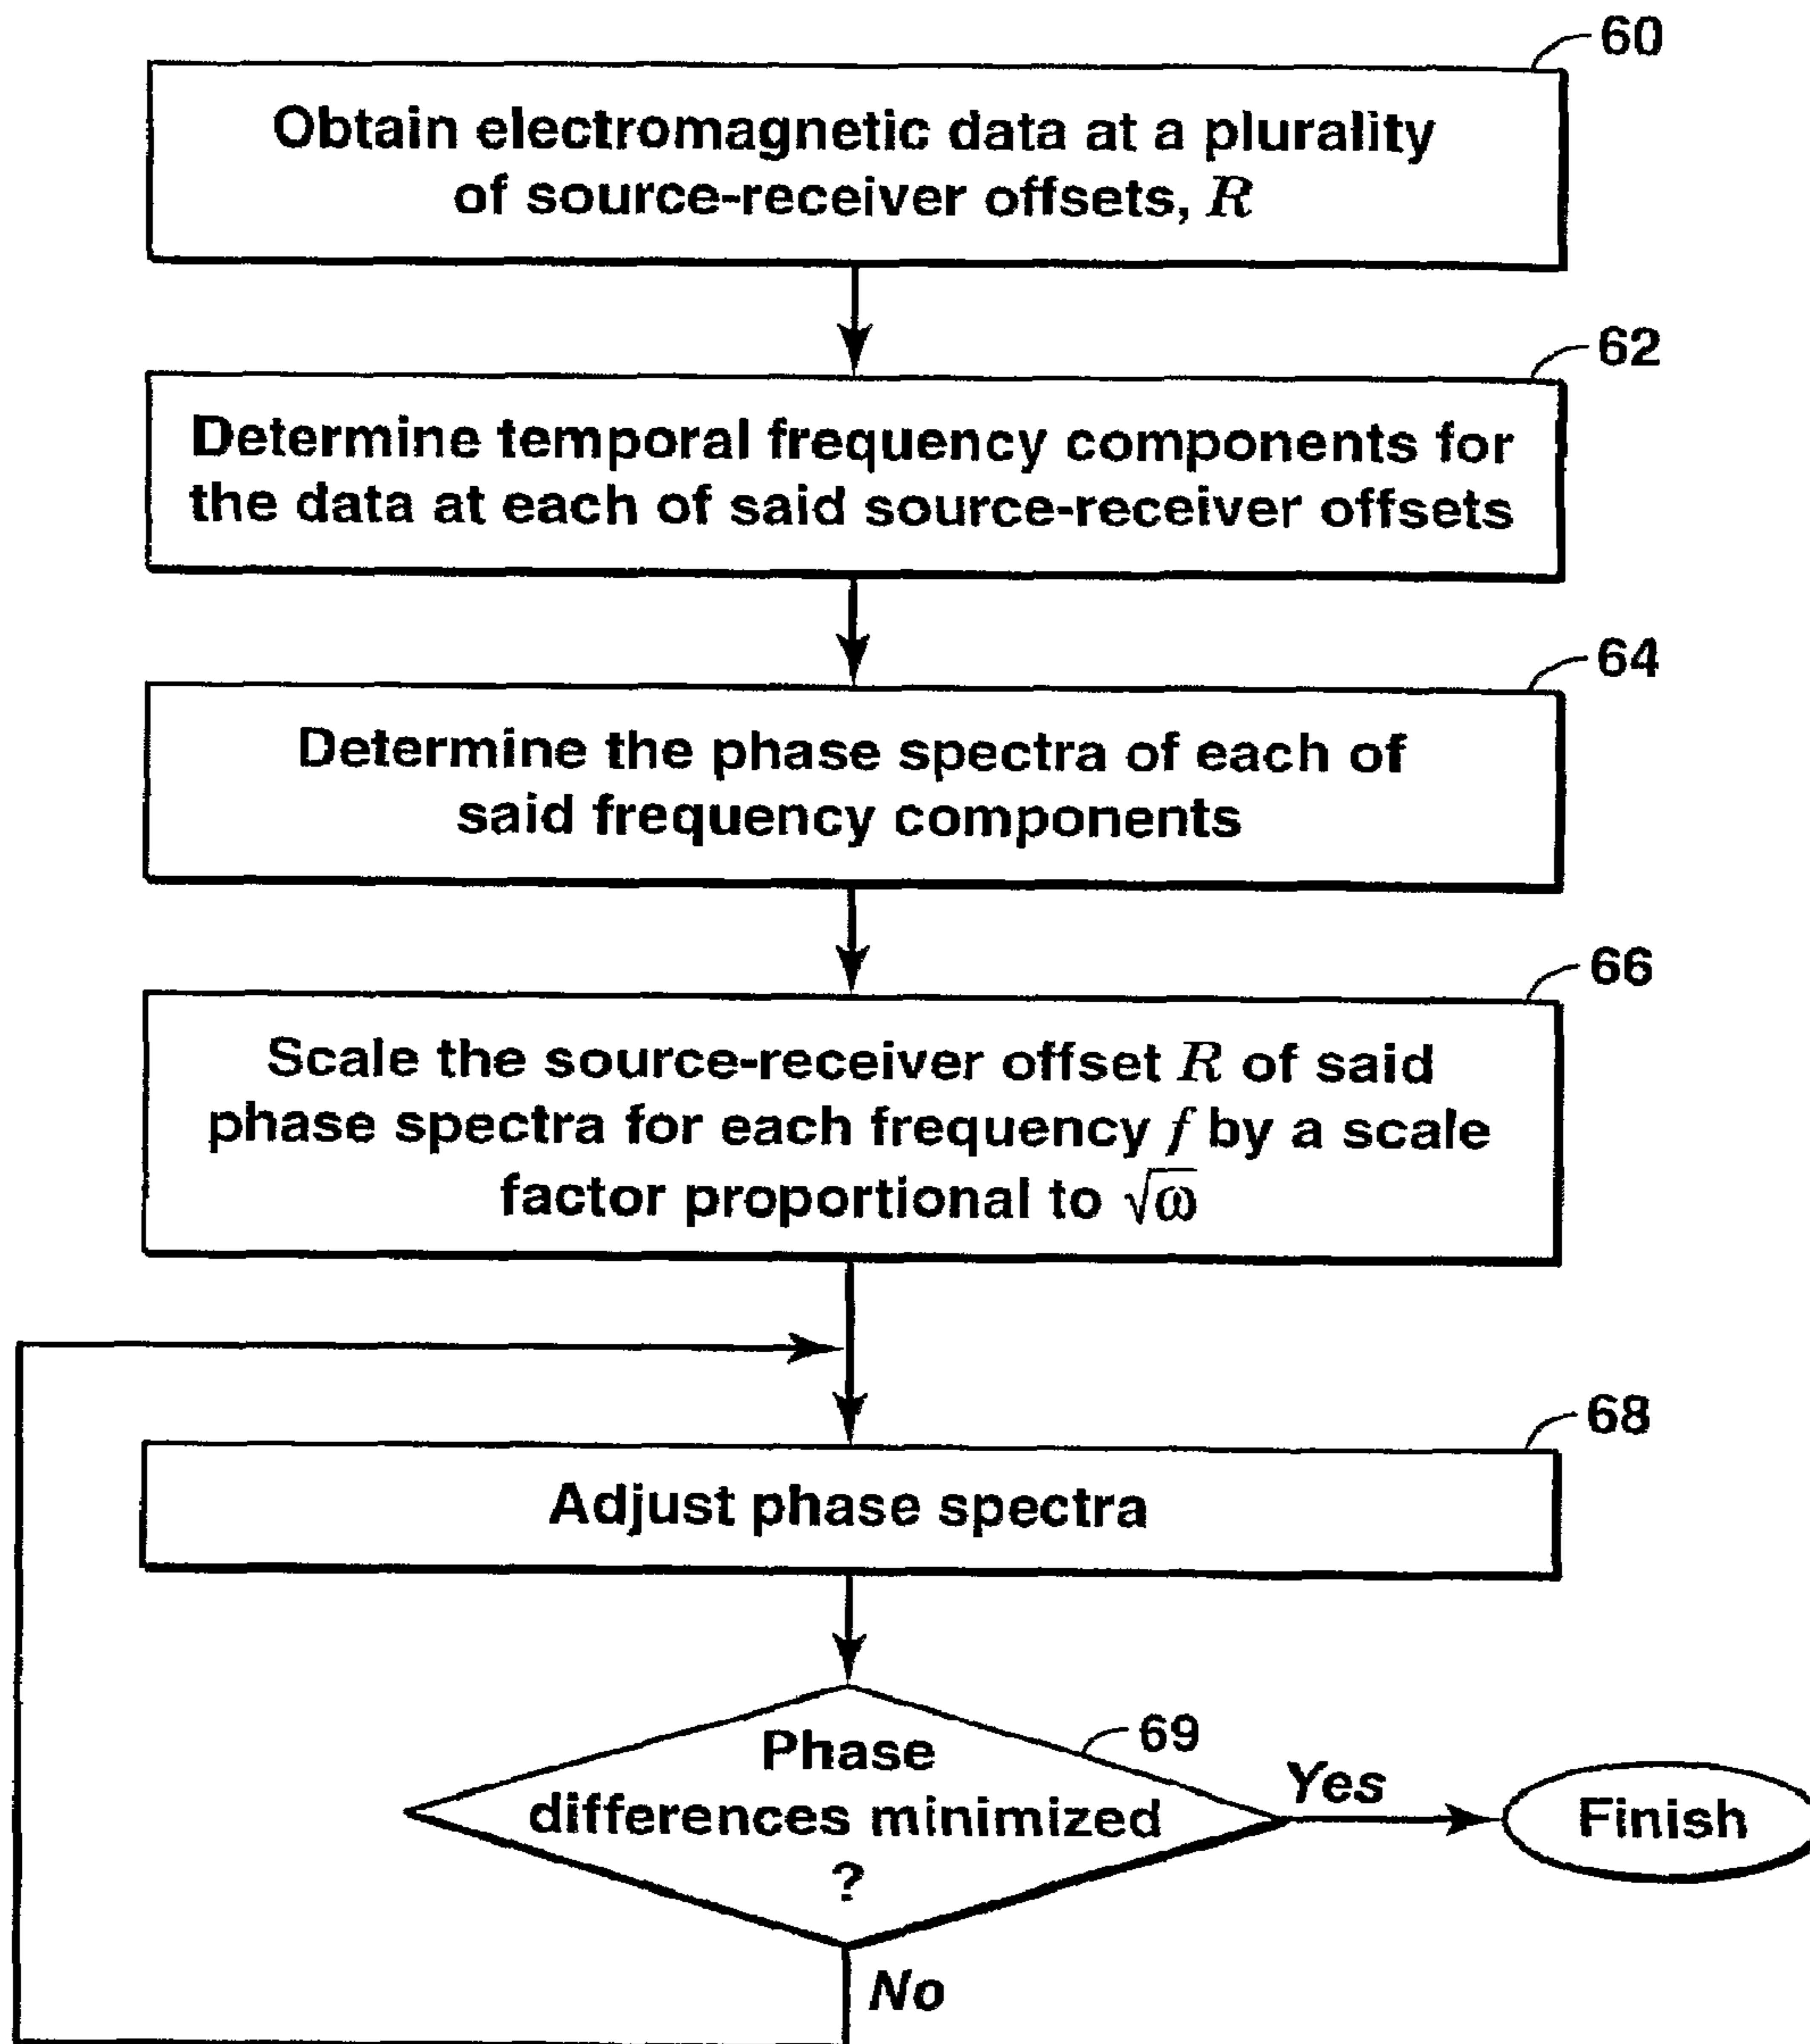 60
Obtain electromagnetic data at a plurality
of source-receiver offsets, R
62
Determine temporal frequency components for
the data at each of said source-receiver offsets
64
Determine the phase spectra of each of
said frequency components
66
Scale the source-receiver offset R of said
phase spectra for each frequency f by a scale
factor proportional to √ω
68
Adjust phase spectra
69
Phase
differences minimized
?
Yes
Finish
No